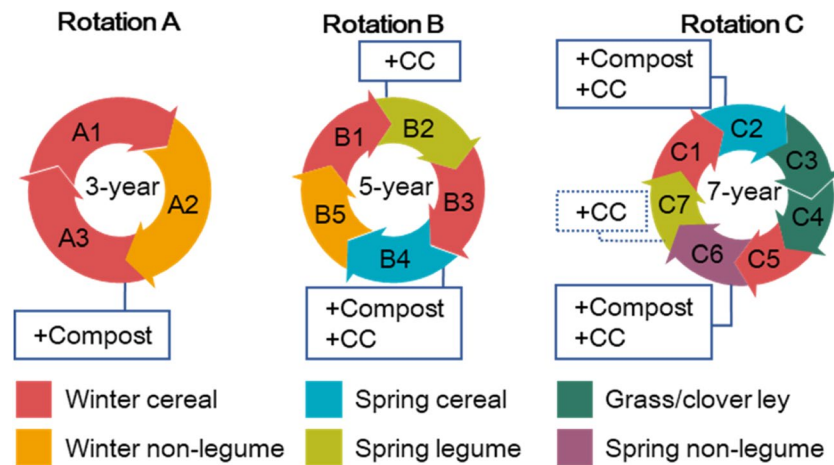 Rotation A
Rotation B
Rotation C
+CC
+Compost
+CC
A1
A2
A3
3-year
B1
B2
B3
B4
B5
5-year
C1
C2
C3
C4
C5
C6
C7
7-year
+CC
+Compost
+Compost
+CC
+Compost
+CC
Winter cereal
Spring cereal
Grass/clover ley
Winter non-legume
Spring legume
Spring non-legume